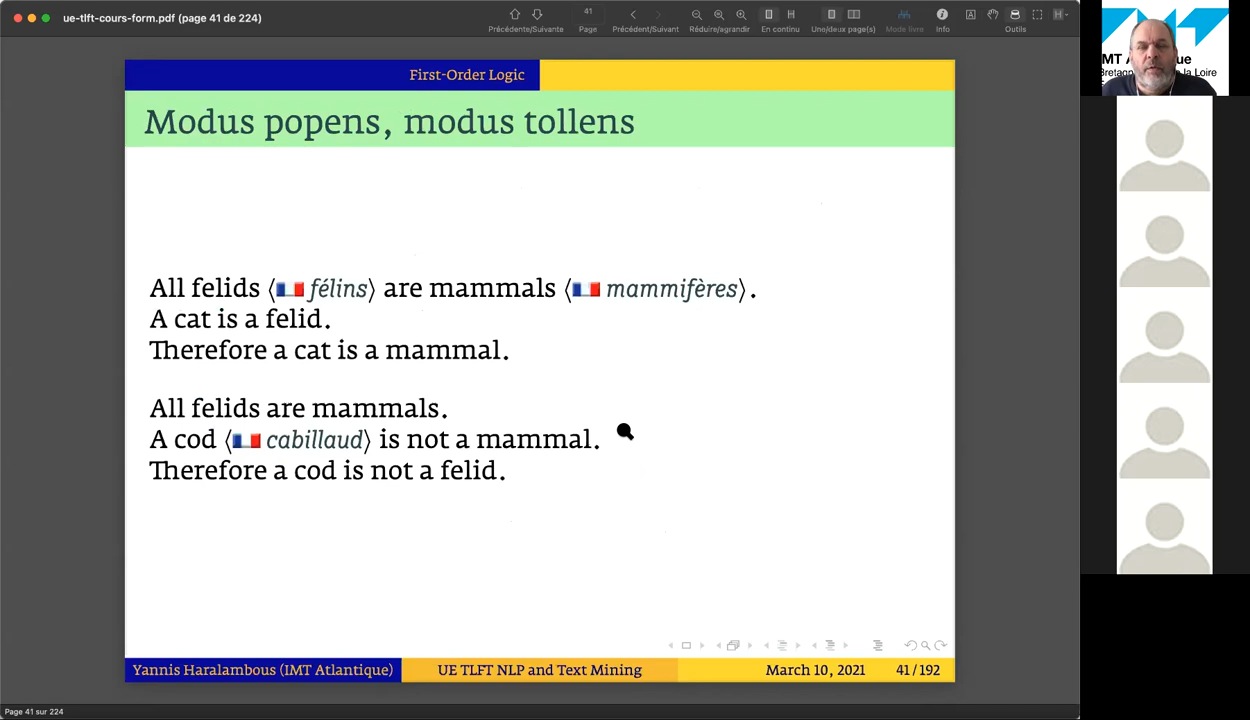 ue-tlft-cours-form.pdf (page 41 de 224)
41
Précédente/Suivante Page Précédent/Suivant Réduire/agrandir En continu Une/deux page(s) Mode livre Info Outils
First-Order Logic
Modus popens, modus tollens
All felids ⟨🇫🇷 félins⟩ are mammals ⟨🇫🇷 mammifères⟩.
A cat is a felid.
Therefore a cat is a mammal.
All felids are mammals.
A cod ⟨🇫🇷 cabillaud⟩ is not a mammal.
Therefore a cod is not a felid.
Yannis Haralambous (IMT Atlantique) UE TLFT NLP and Text Mining March 10, 2021 41 / 192
Page 41 sur 224